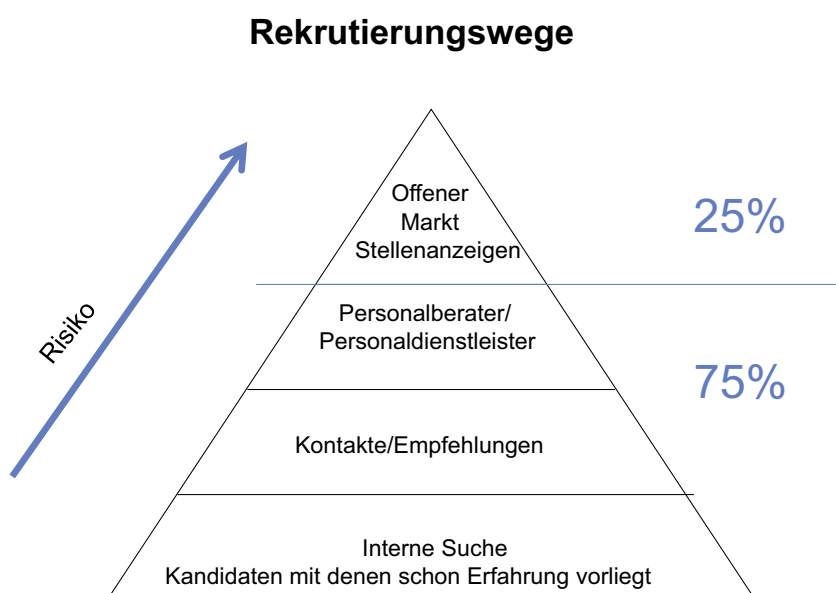 Rekrutierungswege
Offener
Markt
Stellenanzeigen
25%
Risiko
Personalberater/
Personaldienstleister
75%
Kontakte/Empfehlungen
Interne Suche
Kandidaten mit denen schon Erfahrung vorliegt